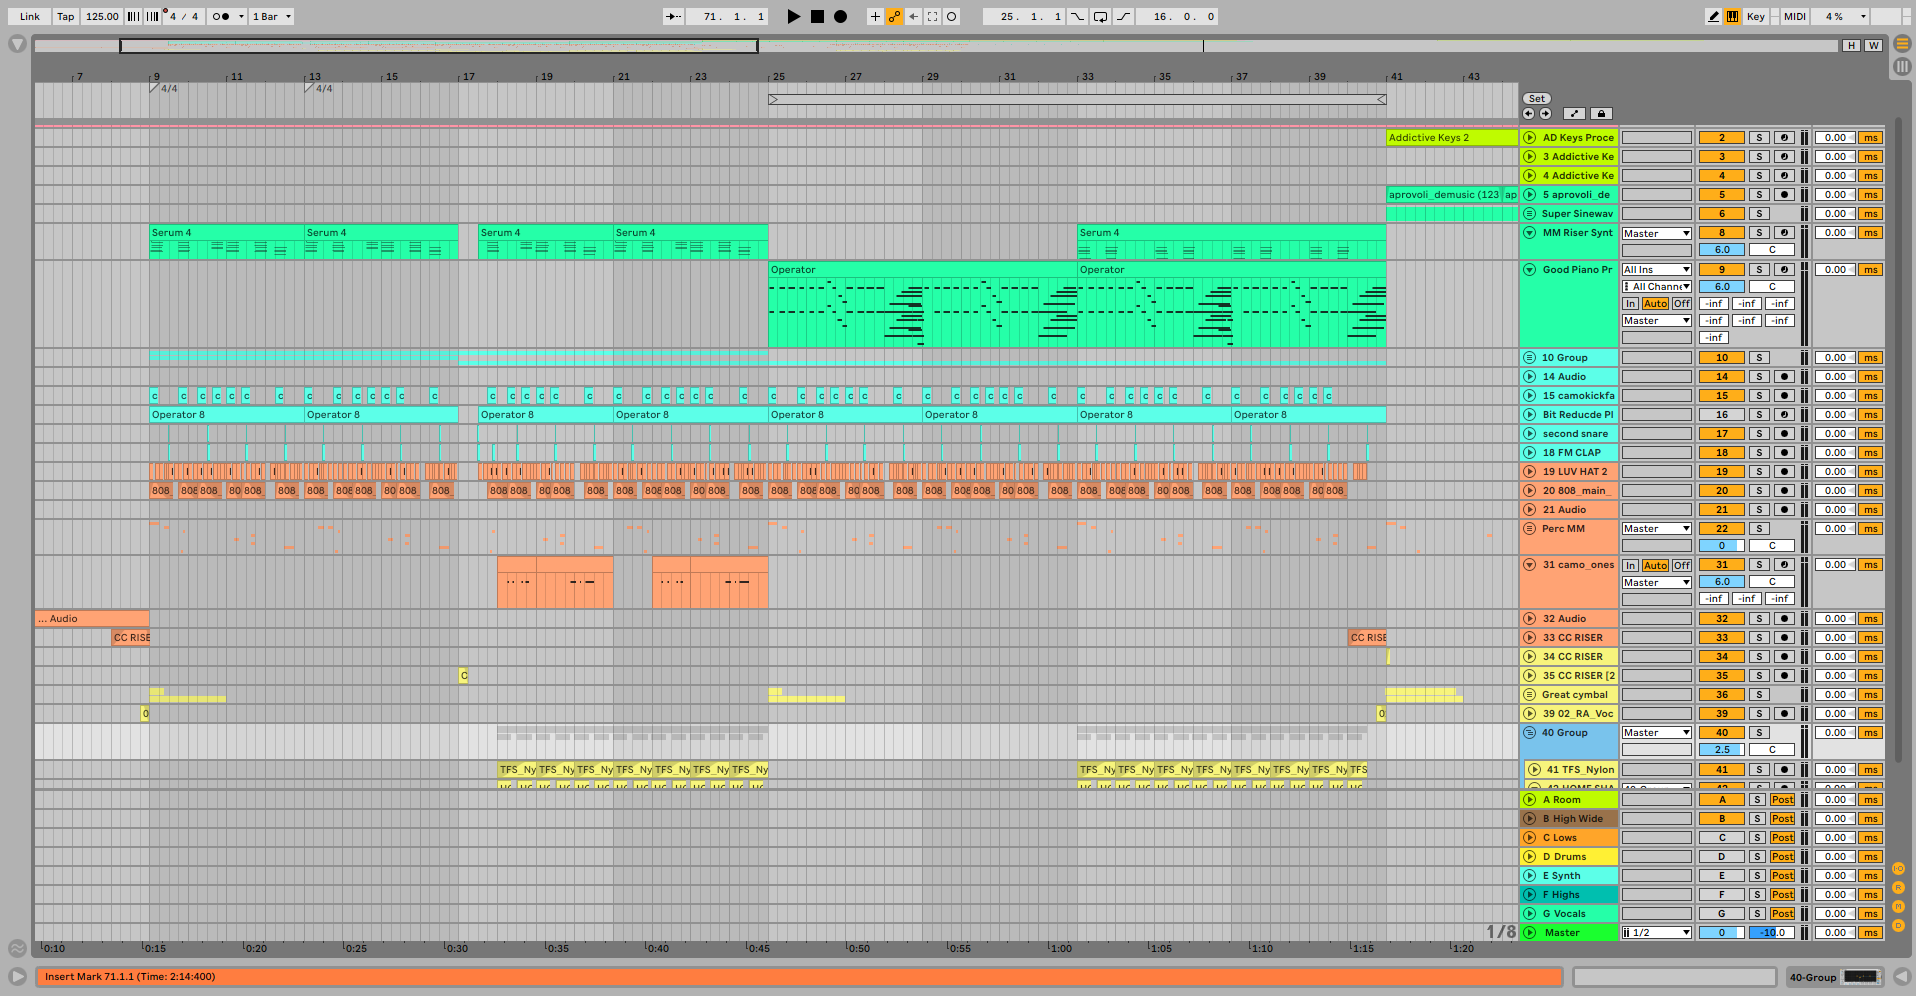 Link Tap 125.00 4 / 4 1 Bar 71. 1. 1 25. 1. 1 16. 0. 0 Key MIDI 4 %
H W
7 9 11 13 15 17 19 21 23 25 27 29 31 33 35 37 39 41 43
4/4 4/4
Set
Addictive Keys 2 AD Keys Proce 2 S 0.00 ms
3 Addictive Ke 3 S 0.00 ms
4 Addictive Ke 4 S 0.00 ms
aprovoli_demusic (123 ap 5 aprovoli_de 5 S 0.00 ms
Super Sinewav 6 S 0.00 ms
Serum 4 Serum 4 Serum 4 Serum 4 Serum 4 MM Riser Synt Master 8 S 0.00 ms
6.0 C
Operator Operator Good Piano Pr All Ins 9 S 0.00 ms
All Channe 6.0 C
In Auto Off -inf -inf -inf
Master -inf -inf -inf
-inf
10 Group 10 S 0.00 ms
14 Audio 14 S 0.00 ms
c c c c c c c c c c c c c c c c c c c c c c c c c c c c c c c c c c c c c c c c c c c c c c c c c c c c c c c 15 camokickfa 15 S 0.00 ms
Operator 8 Operator 8 Operator 8 Operator 8 Operator 8 Operator 8 Operator 8 Operator 8 Bit Reducde Pl 16 S 0.00 ms
second snare 17 S 0.00 ms
18 FM CLAP 18 S 0.00 ms
19 LUV HAT 2 19 S 0.00 ms
20 808_main_ 20 S 0.00 ms
21 Audio 21 S 0.00 ms
Perc MM Master 22 S 0.00 ms
0 C
31 camo_ones In Auto Off 31 S 0.00 ms
Master 6.0 C
-inf -inf -inf
... Audio 32 Audio 32 S 0.00 ms
CC RISE CC RISE 33 CC RISER 33 S 0.00 ms
34 CC RISER 34 S 0.00 ms
C 35 CC RISER [2 35 S 0.00 ms
Great cymbal 36 S 0.00 ms
0 0 39 02_RA_Voc 39 S 0.00 ms
40 Group Master 40 S 0.00 ms
2.5 C
TFS_Ny TFS_Ny TFS_Ny TFS_Ny TFS_Ny TFS_Ny TFS_Ny TFS_Ny TFS_Ny TFS_Ny TFS_Ny TFS_Ny TFS_Ny TFS_Ny TFS 41 TFS_Nylon 41 S 0.00 ms
A Room A S Post 0.00 ms
B High Wide B S Post 0.00 ms
C Lows C S Post 0.00 ms
D Drums D S Post 0.00 ms
E Synth E S Post 0.00 ms
F Highs F S Post 0.00 ms
G Vocals G S Post 0.00 ms
1/8 Master 1/2 0 -10.0 0.00 ms
0:10 0:15 0:20 0:25 0:30 0:35 0:40 0:45 0:50 0:55 1:00 1:05 1:10 1:15 1:20
Insert Mark 71.1.1 (Time: 2:14:400) 40-Group